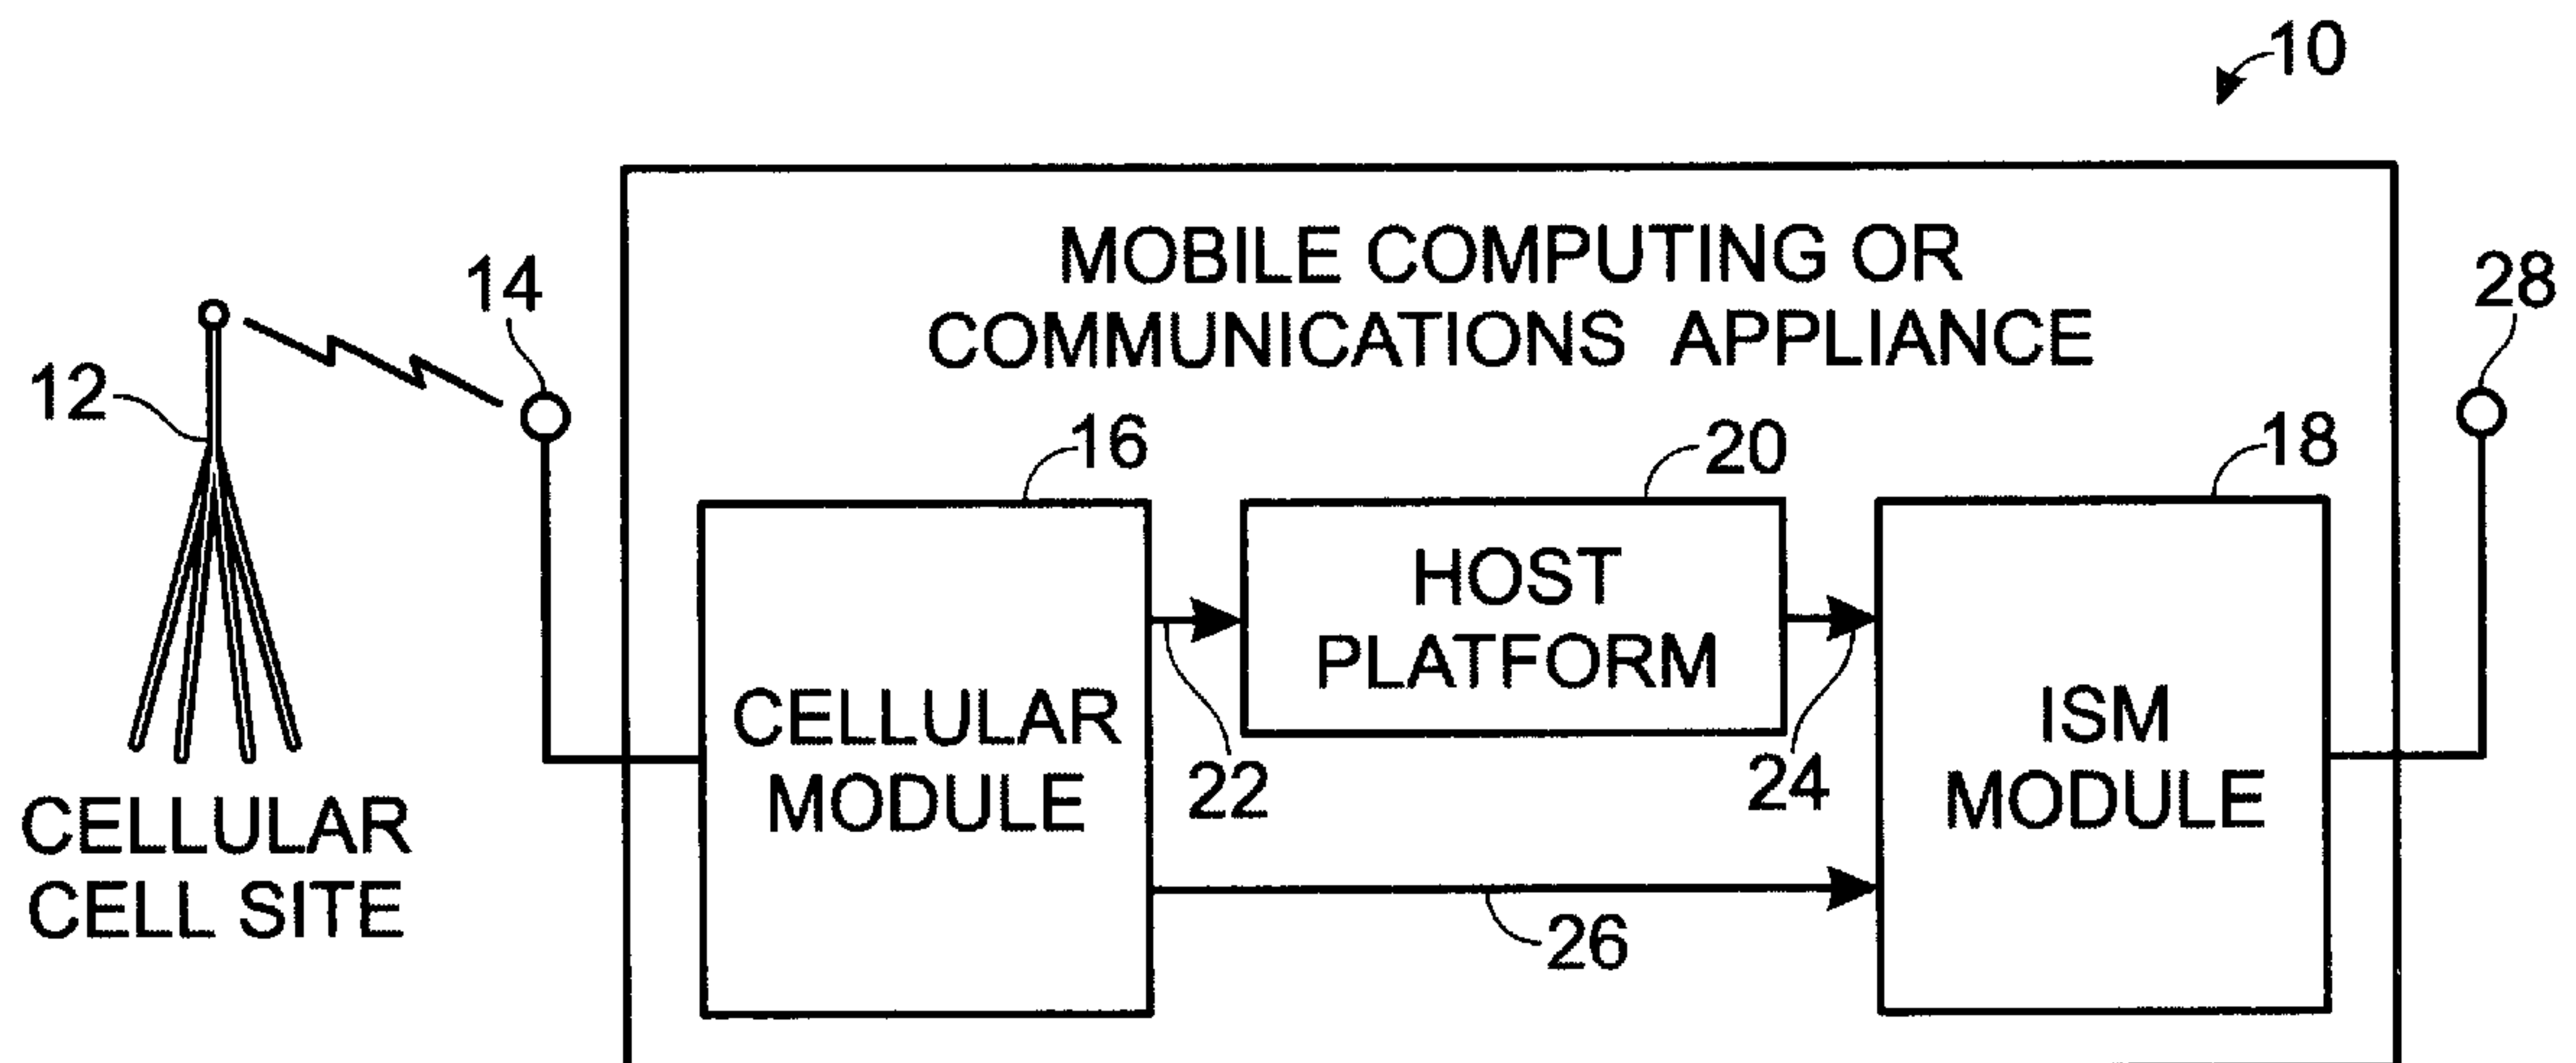 10
MOBILE COMPUTING OR
COMMUNICATIONS APPLIANCE
14
28
12
16
20
18
HOST
PLATFORM
CELLULAR
MODULE
ISM
MODULE
22
24
26
CELLULAR
CELL SITE